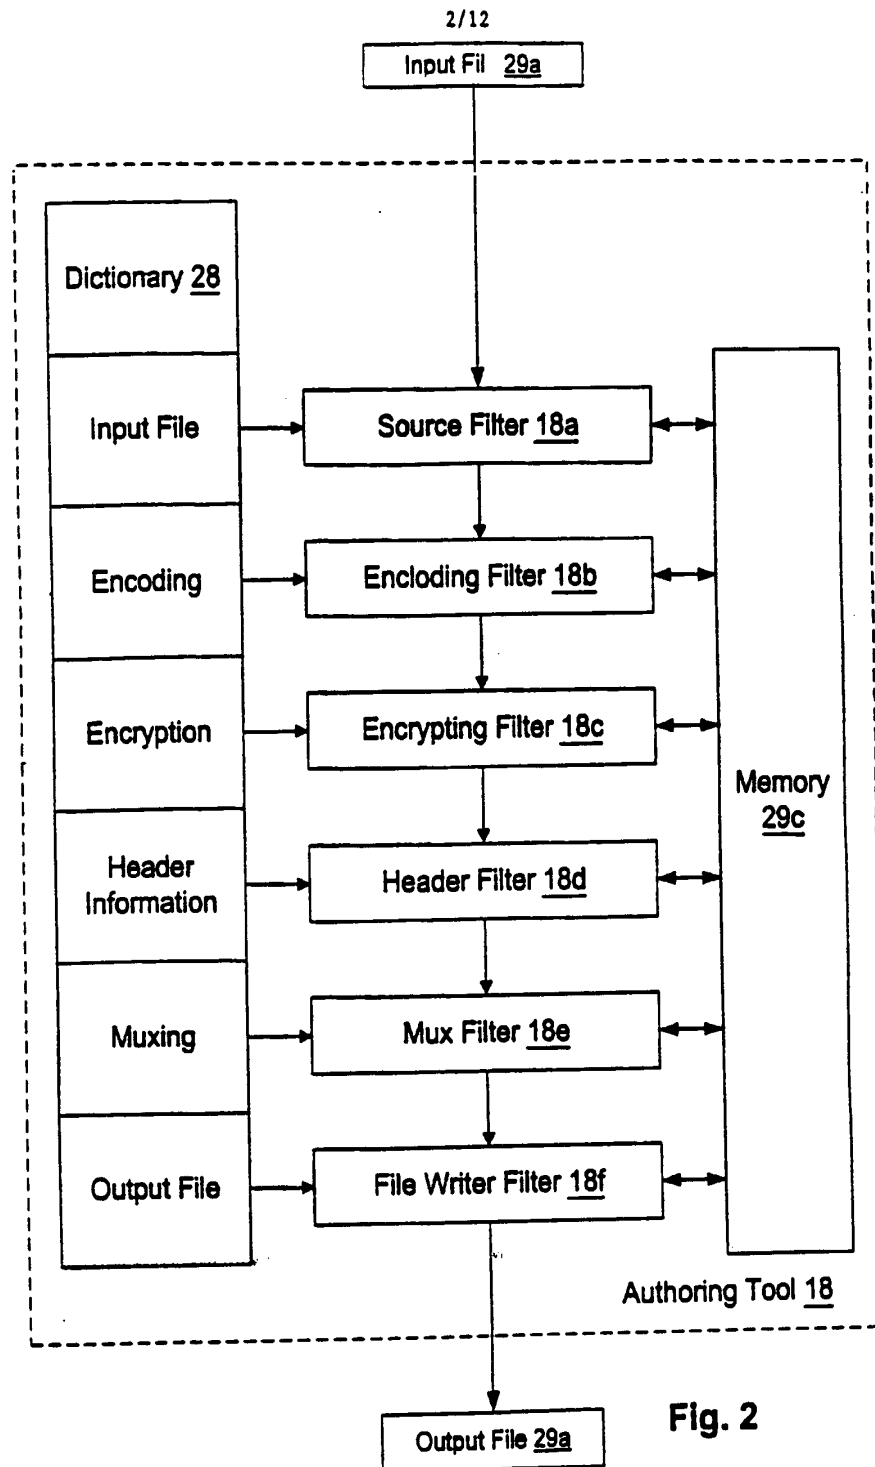 2/12
Input Fil 29a
Dictionary 28
Input File
Source Filter 18a
Encoding
Encloding Filter 18b
Encryption
Encrypting Filter 18c
Memory
29c
Header
Information
Header Filter 18d
Muxing
Mux Filter 18e
Output File
File Writer Filter 18f
Authoring Tool 18
Output File 29a
Fig. 2